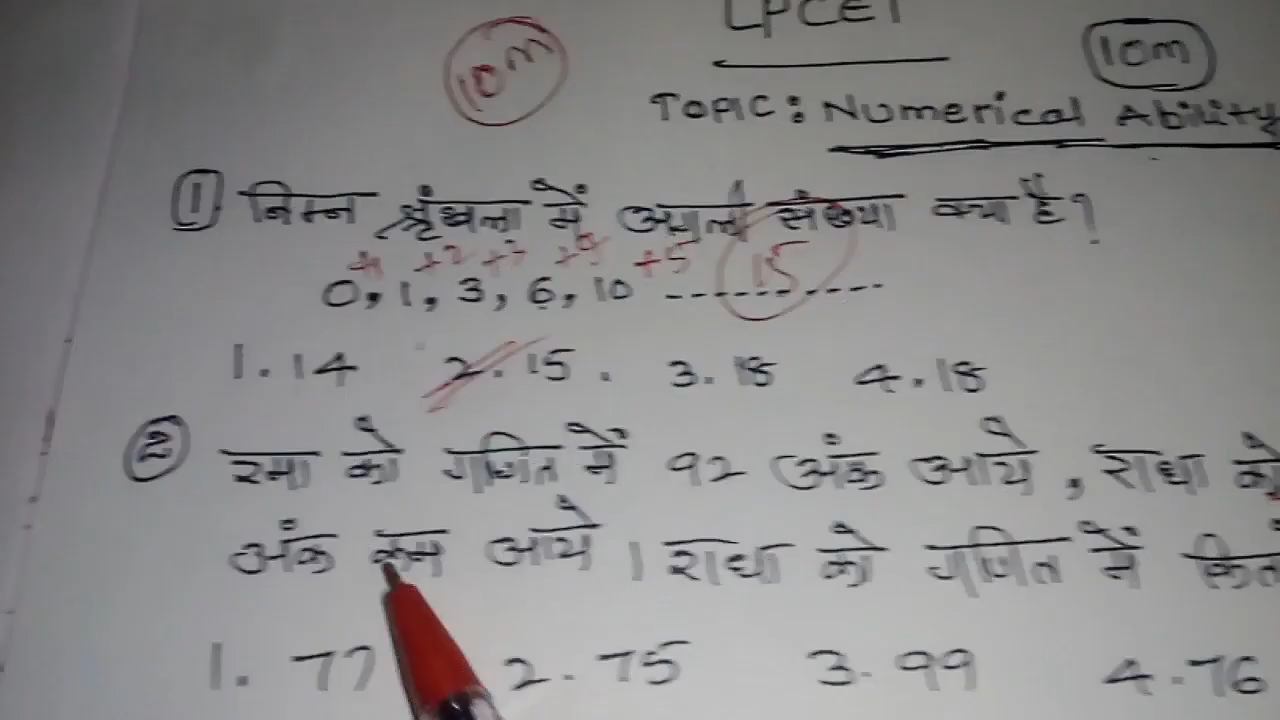 LPCET
10m
10m
TOPIC: Numerical Ability
① निम्न श्रृंखला में अगली संख्या क्या है?
+1 +2 +3 +5
0, 1, 3, 6, 10 ---------- 15
1. 14 2. 15. 3. 18 4. 18
② रमा को गणित में 92 अंक आये, राधा को
अंक कम आये । राधा को गणित में
1. 77 2. 75 3. 99 4. 76